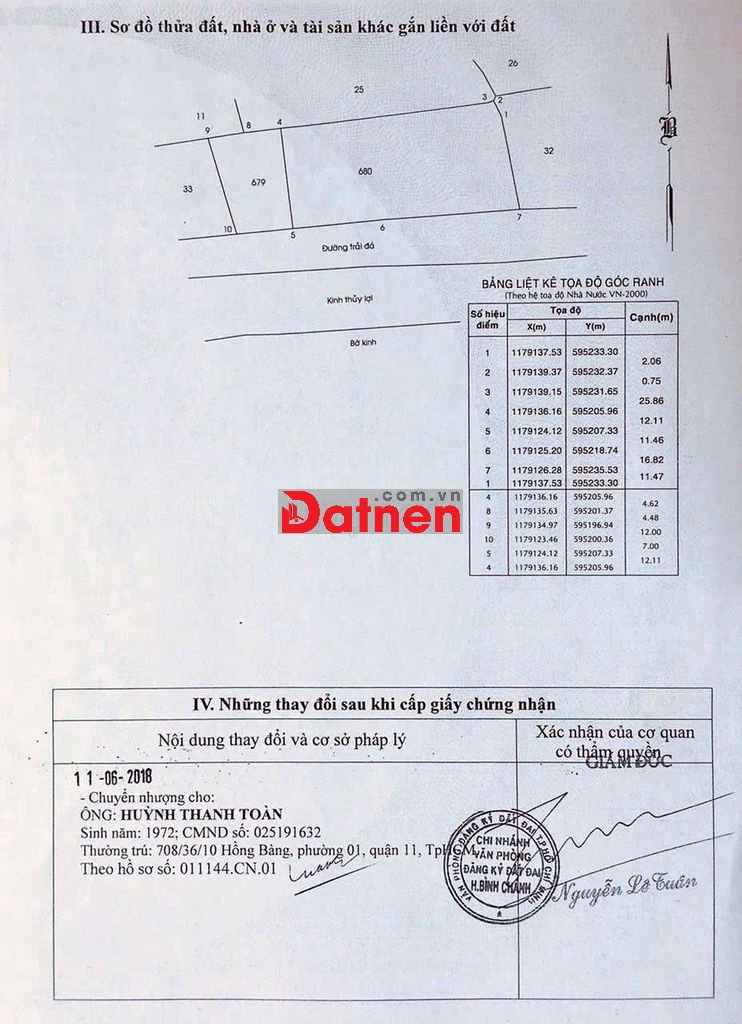 III. Sơ đồ thửa đất, nhà ở và tài sản khác gắn liền với đất
26
25
11
3
2
1
4
8
9
32
680
679
33
7
6
10
5
Đường trải đá
Kinh thủy lợi
Bờ kinh
B
BẢNG LIỆT KÊ TỌA ĐỘ GÓC RANH
(Theo hệ toạ độ Nhà Nước VN-2000)
Số hiệu điểm Tọa độ Cạnh(m)
X(m) Y(m)
1 1179137.53 595233.30
2.06
2 1179139.37 595232.37
0.75
3 1179139.15 595231.65
25.86
4 1179136.16 595205.96
12.11
5 1179124.12 595207.33
11.46
6 1179125.20 595218.74
16.82
7 1179126.28 595235.53
11.47
1 1179137.53 595233.30
4 1179136.16 595205.96
4.62
8 1179135.63 595201.37
4.48
9 1179134.97 595196.94
12.00
10 1179123.46 595200.36
7.00
5 1179124.12 595207.33
12.11
4 1179136.16 595205.96
.com.vn
Datnen
IV. Những thay đổi sau khi cấp giấy chứng nhận
Nội dung thay đổi và cơ sở pháp lý
Xác nhận của cơ quan
có thẩm quyền
GIÁM ĐỐC
11-06-2018
- Chuyển nhượng cho:
ÔNG: HUỲNH THANH TOÀN
Sinh năm: 1972; CMND số: 025191632
Thường trú: 708/36/10 Hồng Bàng, phường 01, quận 11, TpHCM
Theo hồ sơ số: 011144.CN.01
VĂN PHÒNG ĐĂNG KÝ ĐẤT ĐAI T.P HỒ CHÍ MINH
CHI NHÁNH
VĂN PHÒNG
ĐĂNG KÝ ĐẤT ĐAI
H.BÌNH CHÁNH
Nguyễn Lê Tuân